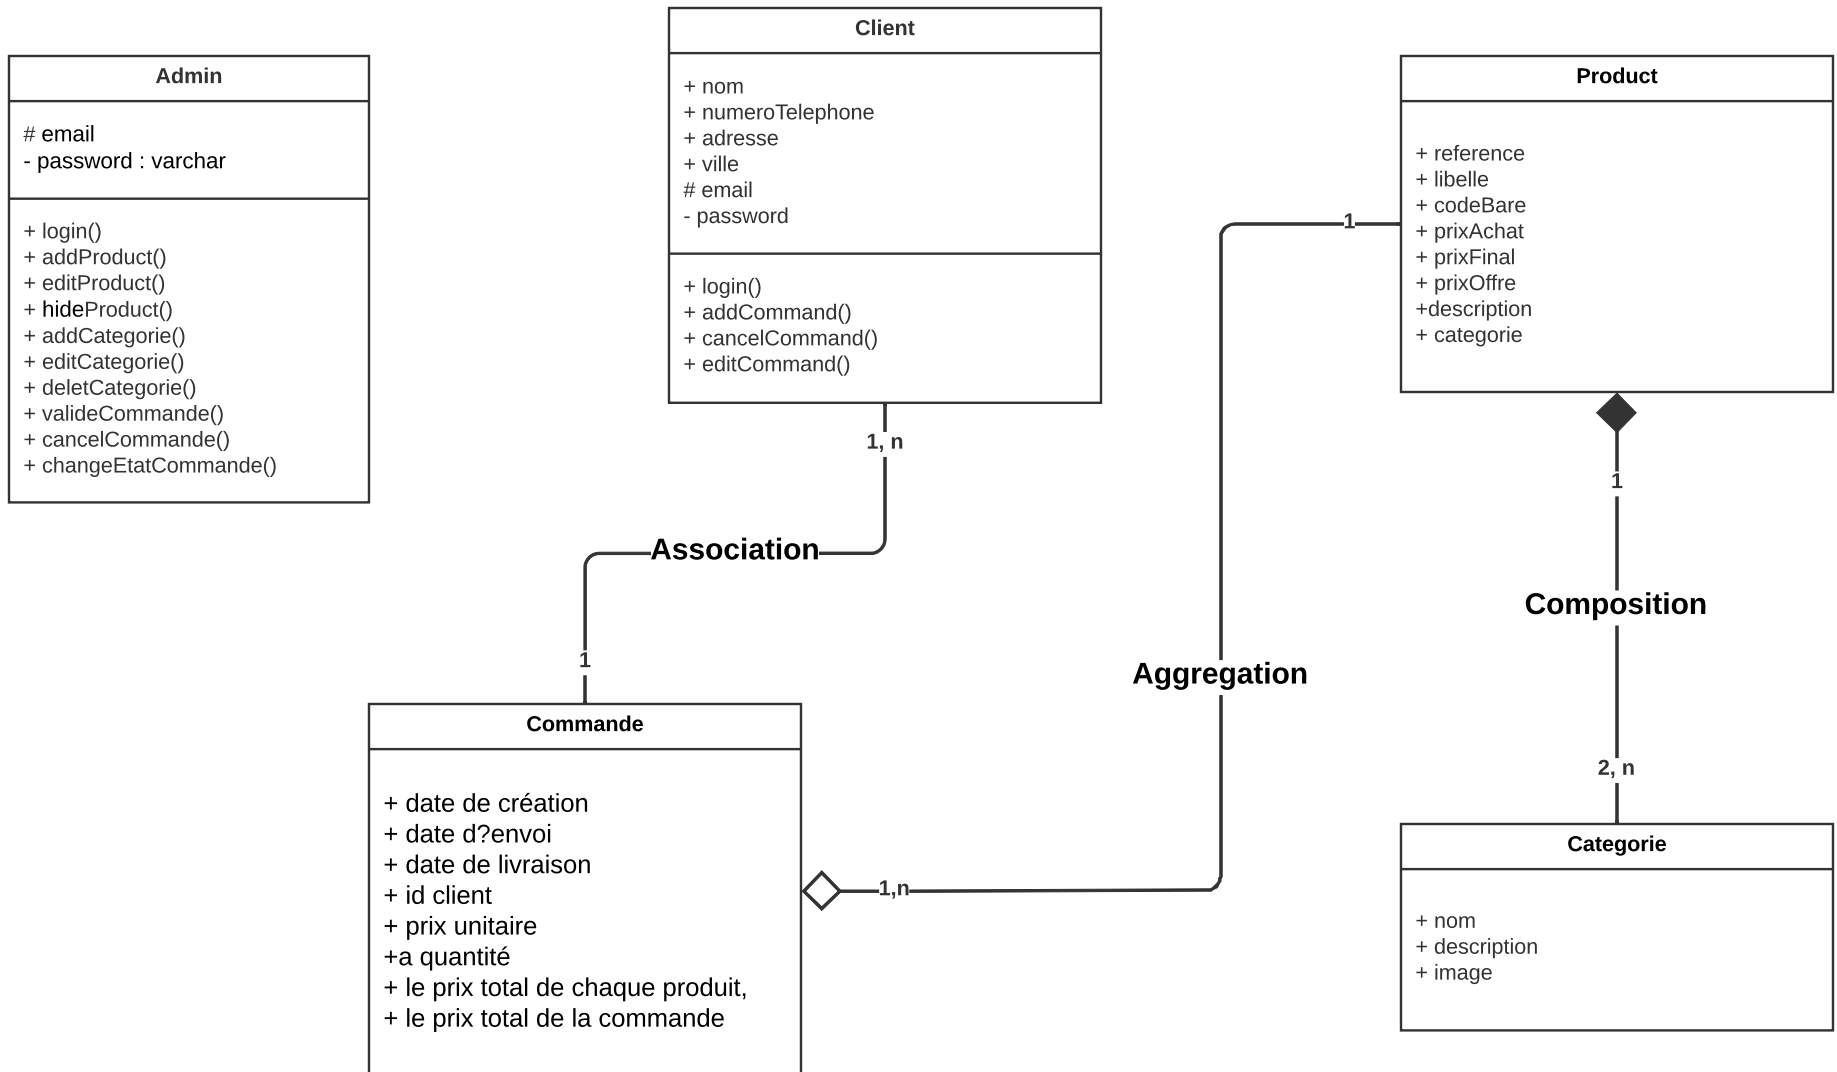 Admin
# email
- password : varchar
+ login()
+ addProduct()
+ editProduct()
+ hideProduct()
+ addCategorie()
+ editCategorie()
+ deletCategorie()
+ valideCommande()
+ cancelCommande()
+ changeEtatCommande()
Client
+ nom
+ numeroTelephone
+ adresse
+ ville
# email
- password
+ login()
+ addCommand()
+ cancelCommand()
+ editCommand()
1, n
Association
1
Commande
+ date de création
+ date d?envoi
+ date de livraison
+ id client
+ prix unitaire
+a quantité
+ le prix total de chaque produit,
+ le prix total de la commande
1,n
Aggregation
1
Product
+ reference
+ libelle
+ codeBare
+ prixAchat
+ prixFinal
+ prixOffre
+description
+ categorie
1
Composition
2, n
Categorie
+ nom
+ description
+ image